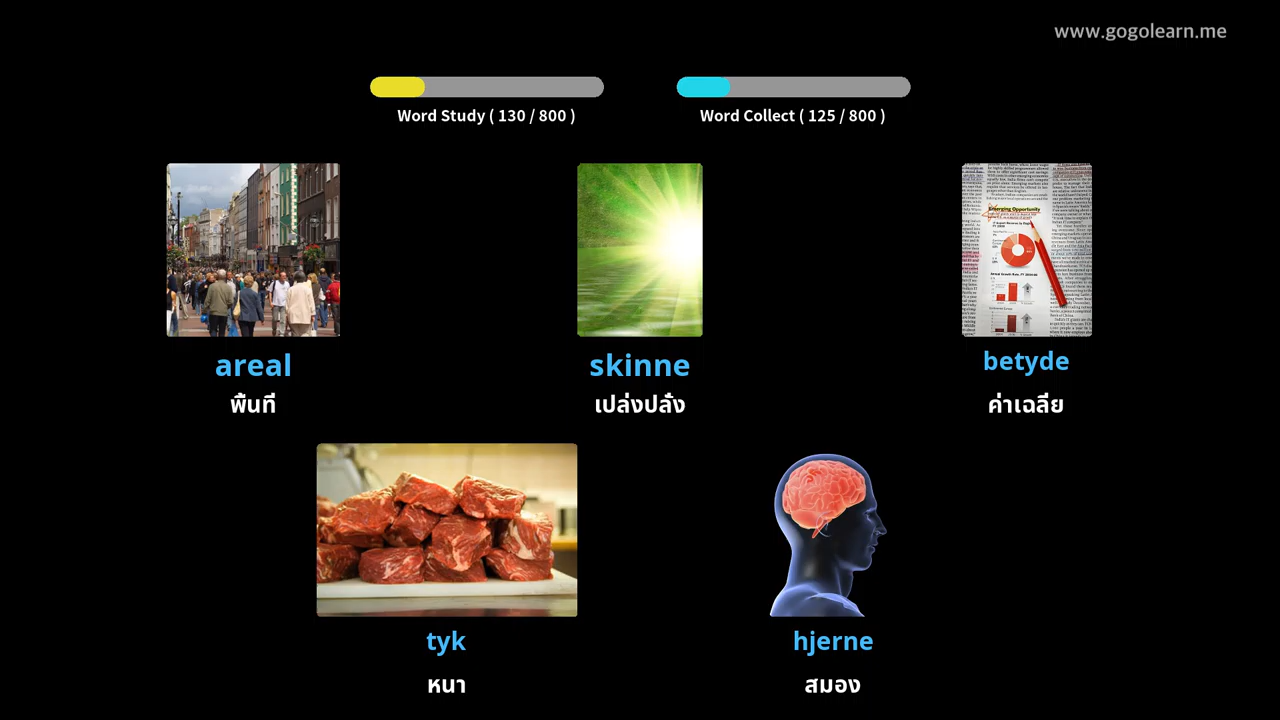 www.gogolearn.me
Word Study ( 130 / 800 )
Word Collect ( 125 / 800 )
Emerging Opportunity
areal
พื้นที่
skinne
เปล่งปลั่ง
betyde
ค่าเฉลี่ย
tyk
หนา
hjerne
สมอง